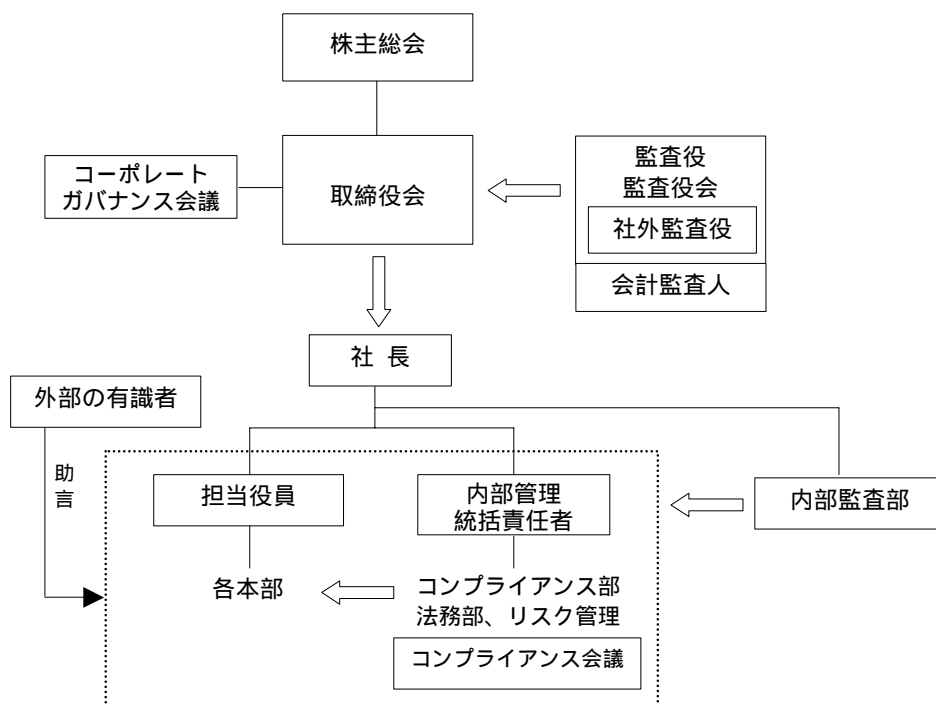 株主総会
コーポレート
ガバナンス会議
取締役会
監査役
監査役会
社外監査役
会計監査人
社 長
外部の有識者
助
言
担当役員
内部管理
統括責任者
内部監査部
各本部
コンプライアンス部
法務部、リスク管理
コンプライアンス会議